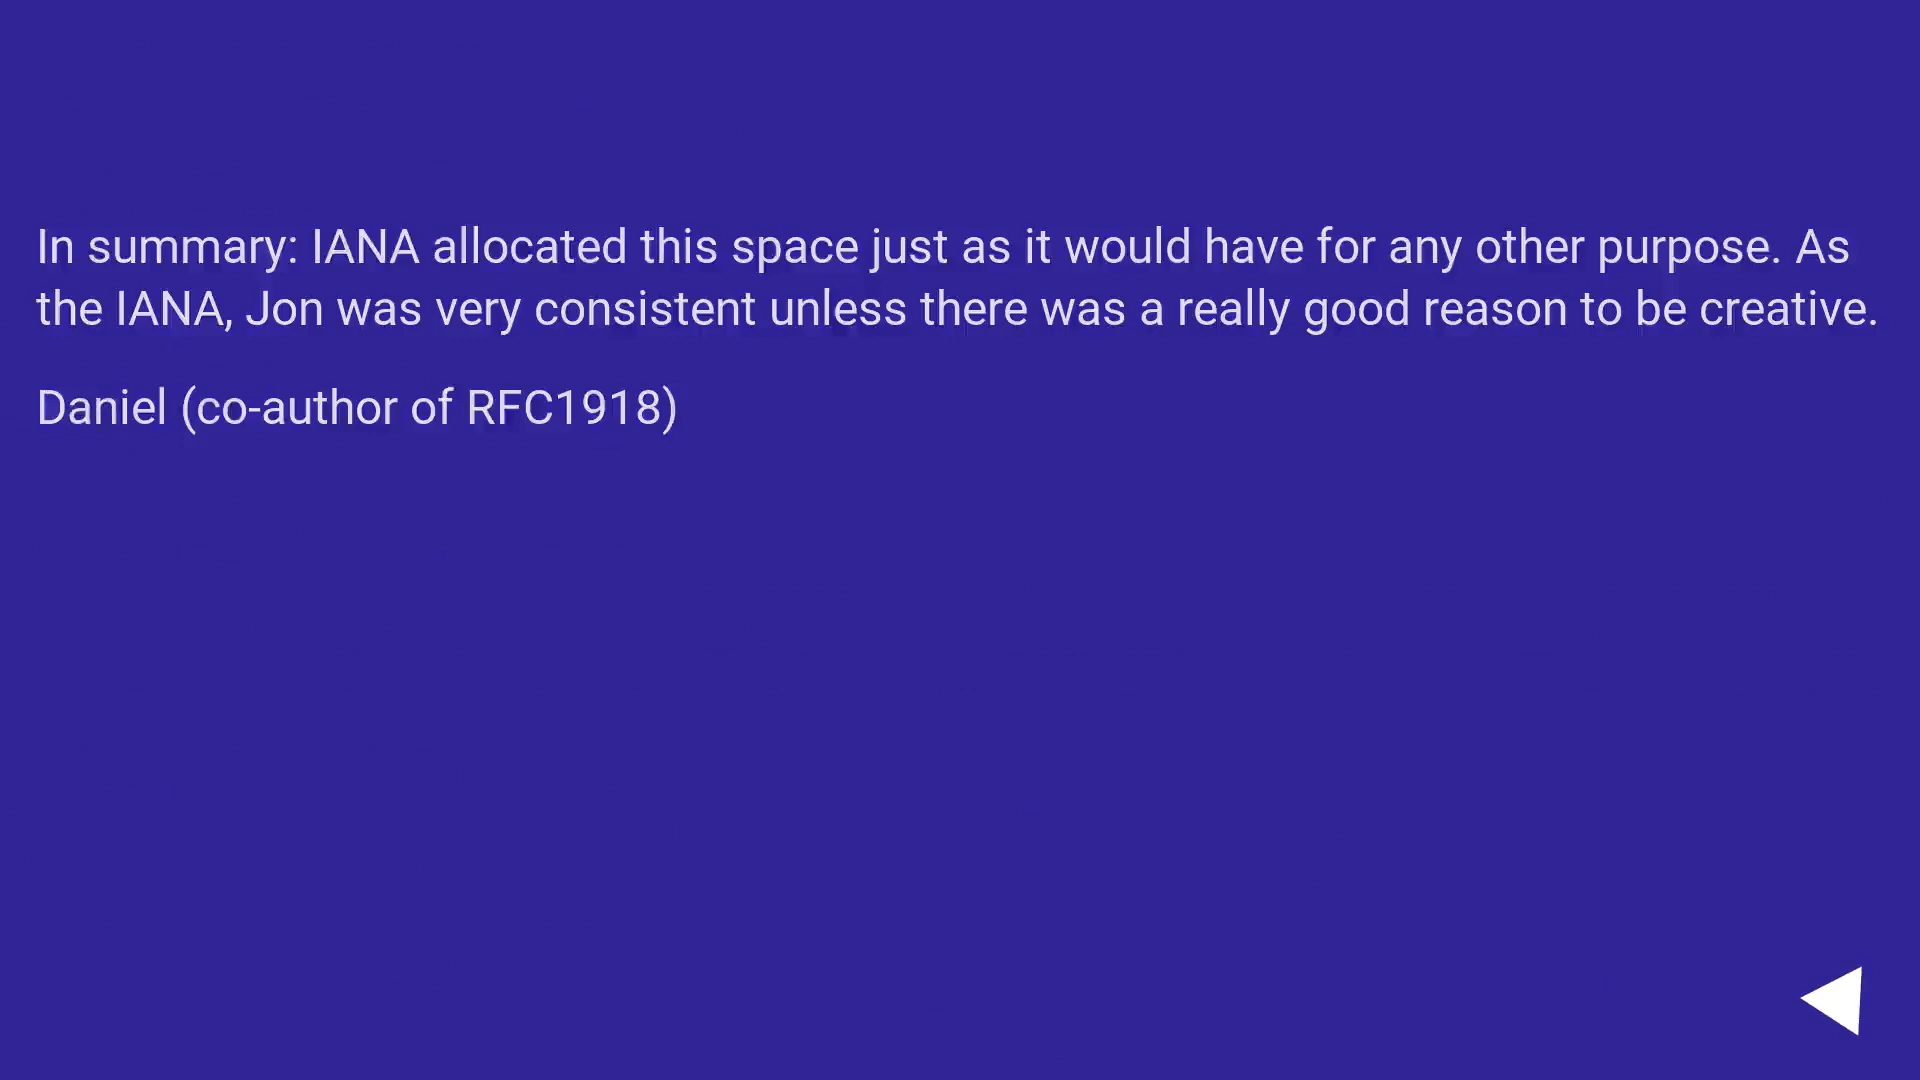 In summary: IANA allocated this space just as it would have for any other purpose. As
the IANA, Jon was very consistent unless there was a really good reason to be creative.
Daniel (co-author of RFC1918)